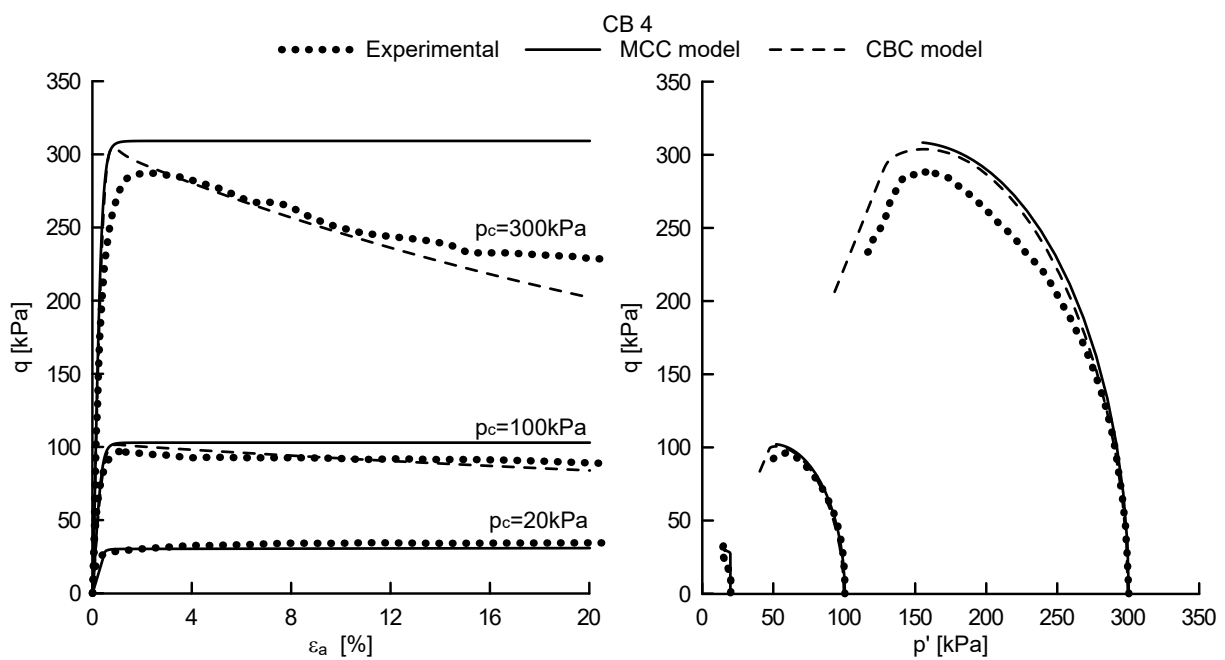 CB 4
Experimental MCC model CBC model
350
300
250
200
150
100
50
0
q [kPa]
pc=300kPa
pc=100kPa
pc=20kPa
0 4 8 12 16 20
εa [%]
350
300
250
200
150
100
50
0
q [kPa]
0 50 100 150 200 250 300 350
p' [kPa]